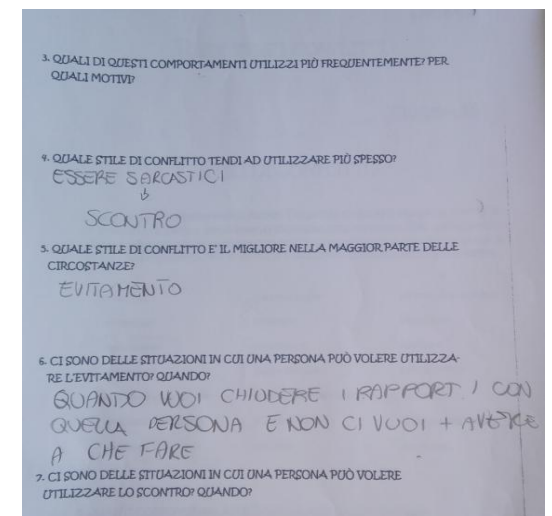 3. QUALI DI QUESTI COMPORTAMENTI UTILIZZI PIÙ FREQUENTEMENTE? PER
QUALI MOTIVI?
4. QUALE STILE DI CONFLITTO TENDI AD UTILIZZARE PIÙ SPESSO?
ESSERE SARCASTICI
↓
SCONTRO
5. QUALE STILE DI CONFLITTO E' IL MIGLIORE NELLA MAGGIOR PARTE DELLE
CIRCOSTANZE?
EVITAMENTO
6. CI SONO DELLE SITUAZIONI IN CUI UNA PERSONA PUÒ VOLERE UTILIZZA-
RE L'EVITAMENTO? QUANDO?
QUANDO VUOI CHIUDERE I RAPPORTI CON
QUELLA PERSONA E NON CI VUOI + AVERCE
A CHE FARE
7. CI SONO DELLE SITUAZIONI IN CUI UNA PERSONA PUÒ VOLERE
UTILIZZARE LO SCONTRO? QUANDO?